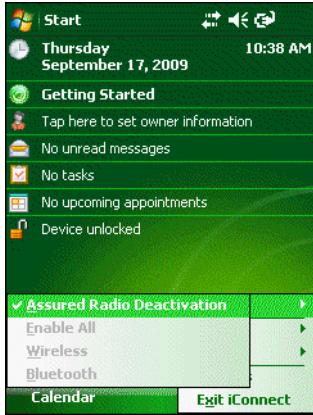 Start
Thursday 10:38 AM
September 17, 2009
Getting Started
Tap here to set owner information
No unread messages
No tasks
No upcoming appointments
Device unlocked
Assured Radio Deactivation
Enable All
Wireless
Bluetooth
Calendar Exit iConnect